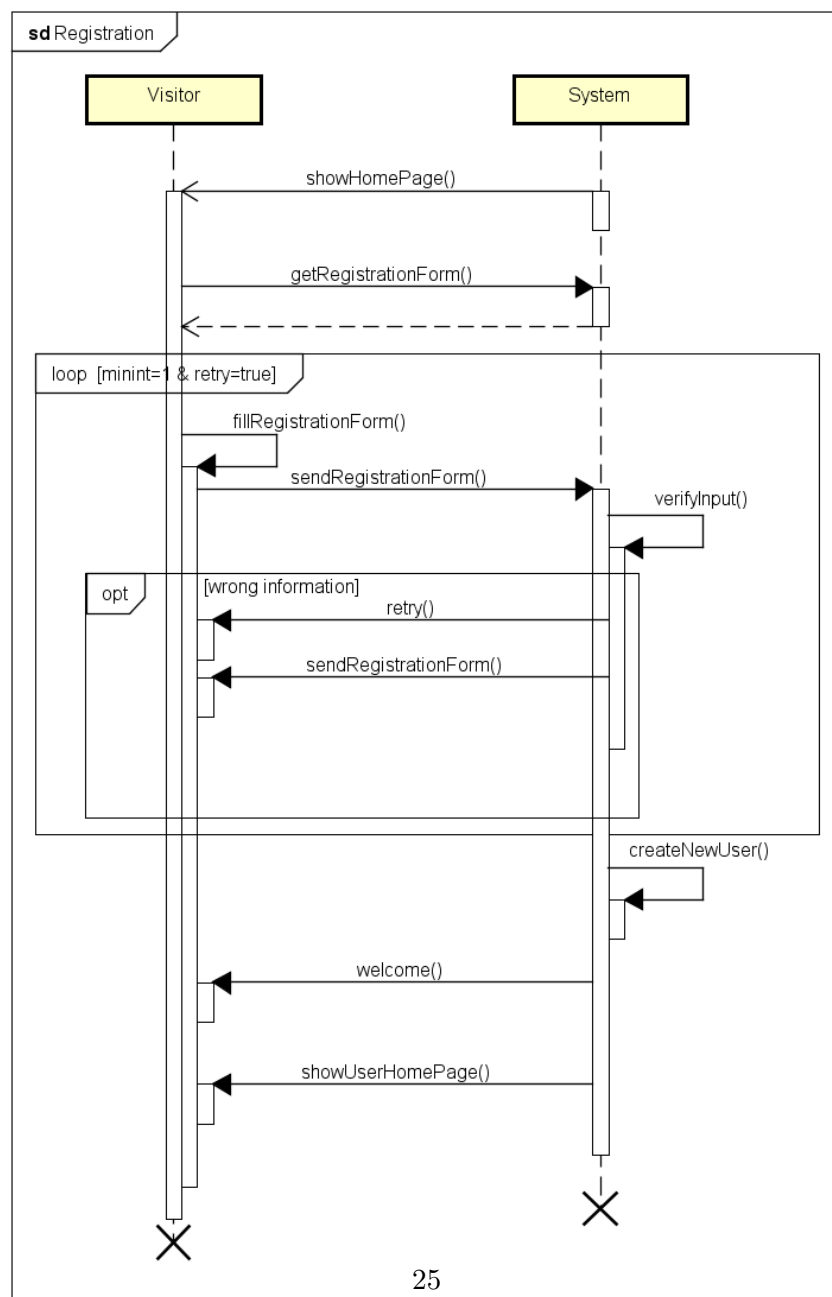 sd Registration
Visitor
System
showHomePage()
getRegistrationForm()
loop [minint=1 & retry=true]
fillRegistrationForm()
sendRegistrationForm()
verifyInput()
opt
[wrong information]
retry()
sendRegistrationForm()
createNewUser()
welcome()
showUserHomePage()
25